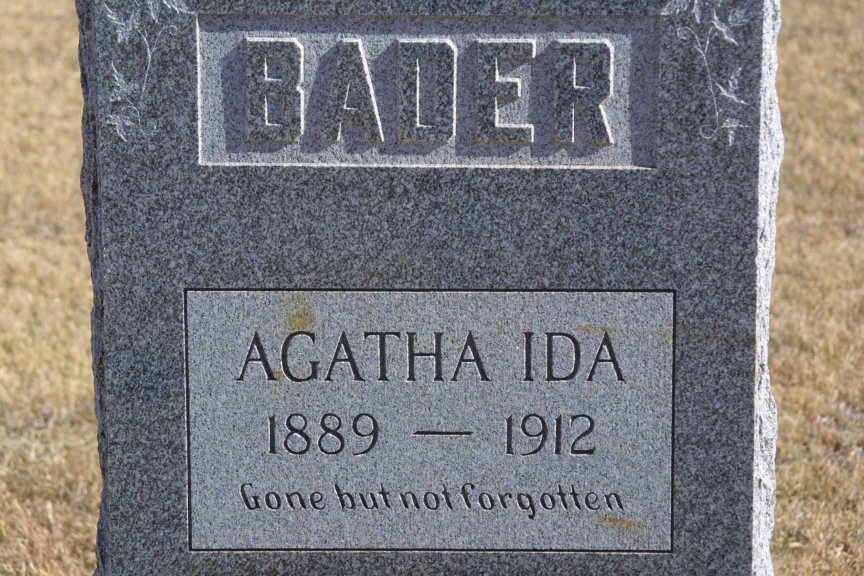 BADER
AGATHA IDA
1889 — 1912
Gone but not forgotten